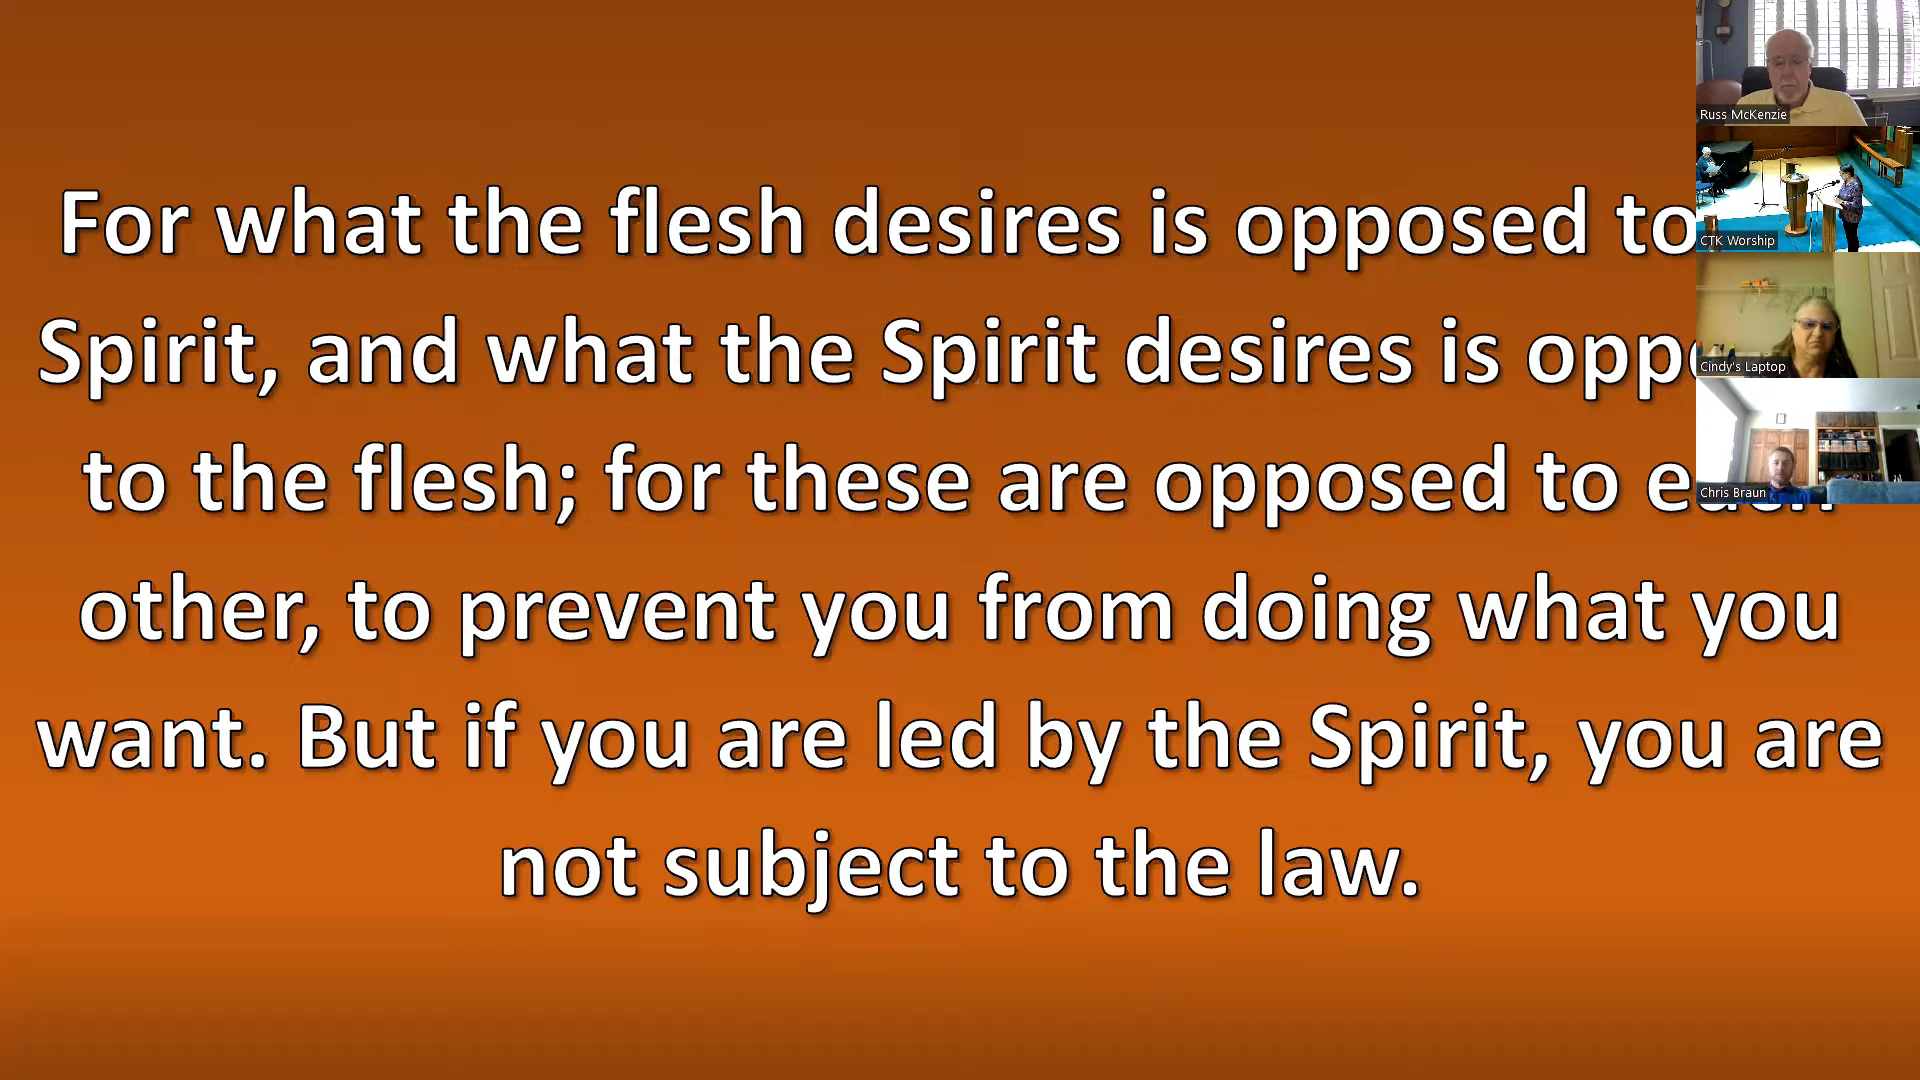 For what the flesh desires is opposed to
Spirit, and what the Spirit desires is
to the flesh; for these are opposed to each
other, to prevent you from doing what you
want. But if you are led by the Spirit, you are
not subject to the law.
Russ McKenzie
CTK Worship
Cindy's Laptop
Chris Braun